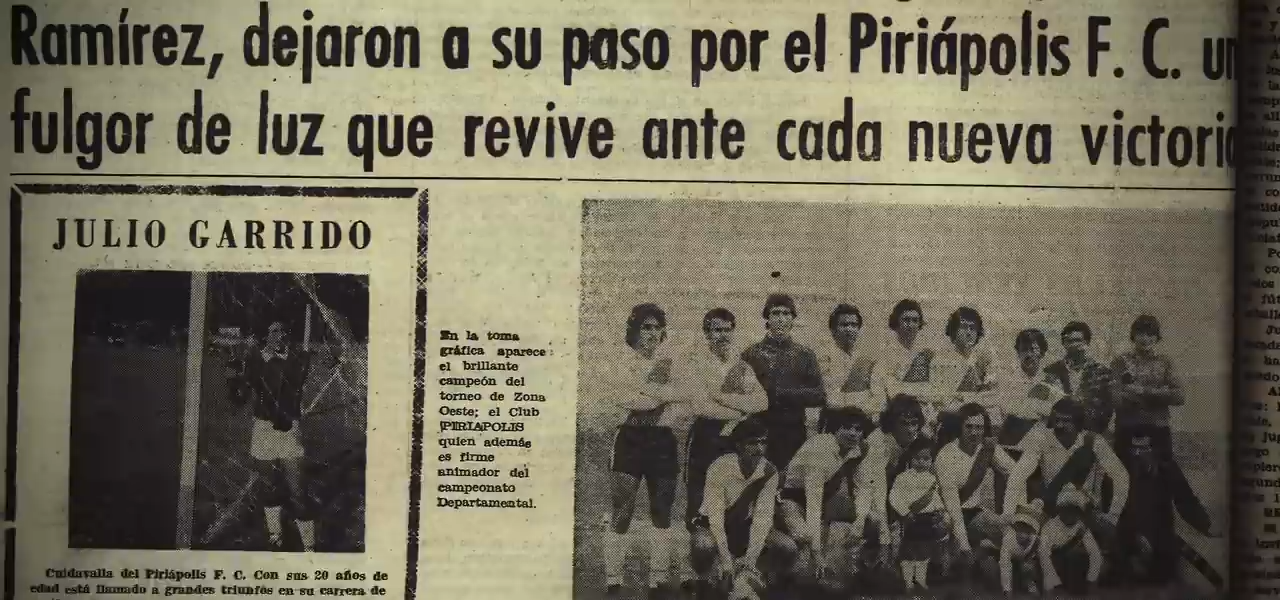 Ramírez, dejaron a su paso por el Piriápolis F. C. un
fulgor de luz que revive ante cada nueva victoria
JULIO GARRIDO
En la toma
gráfica aparece
el brillante
campeón del
torneo de Zona
Oeste; el Club
PIRIAPOLIS
quien además
es firme
animador del
campeonato
Departamental.
Cuidavalla del Piriápolis F. C. Con sus 20 años de
edad está llamado a grandes triunfos en su carrera de